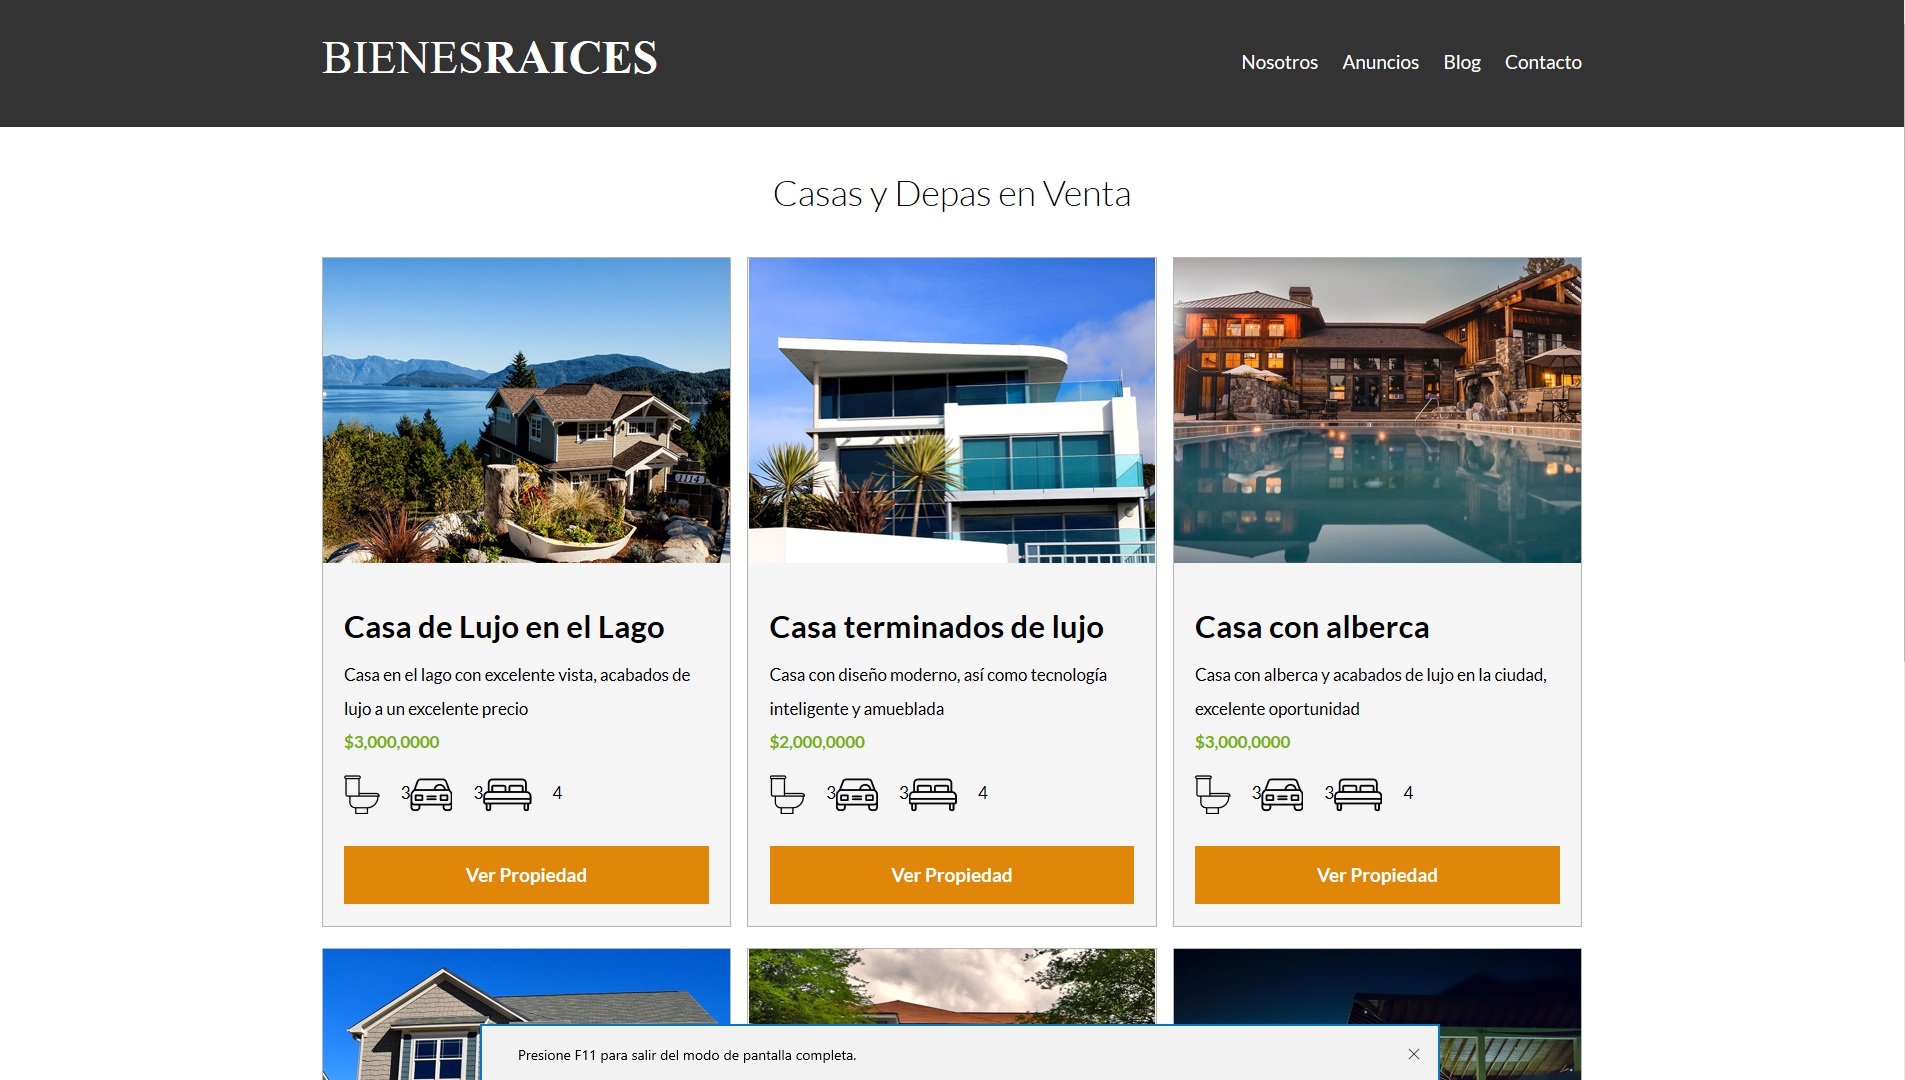 BIENESRAICES
Nosotros Anuncios Blog Contacto
Casas y Depas en Venta
1114
Casa de Lujo en el Lago
Casa en el lago con excelente vista, acabados de
lujo a un excelente precio
$3,000,0000
3 3 4
Ver Propiedad
Casa terminados de lujo
Casa con diseño moderno, así como tecnología
inteligente y amueblada
$2,000,0000
3 3 4
Ver Propiedad
Casa con alberca
Casa con alberca y acabados de lujo en la ciudad,
excelente oportunidad
$3,000,0000
3 3 4
Ver Propiedad
Presione F11 para salir del modo de pantalla completa.